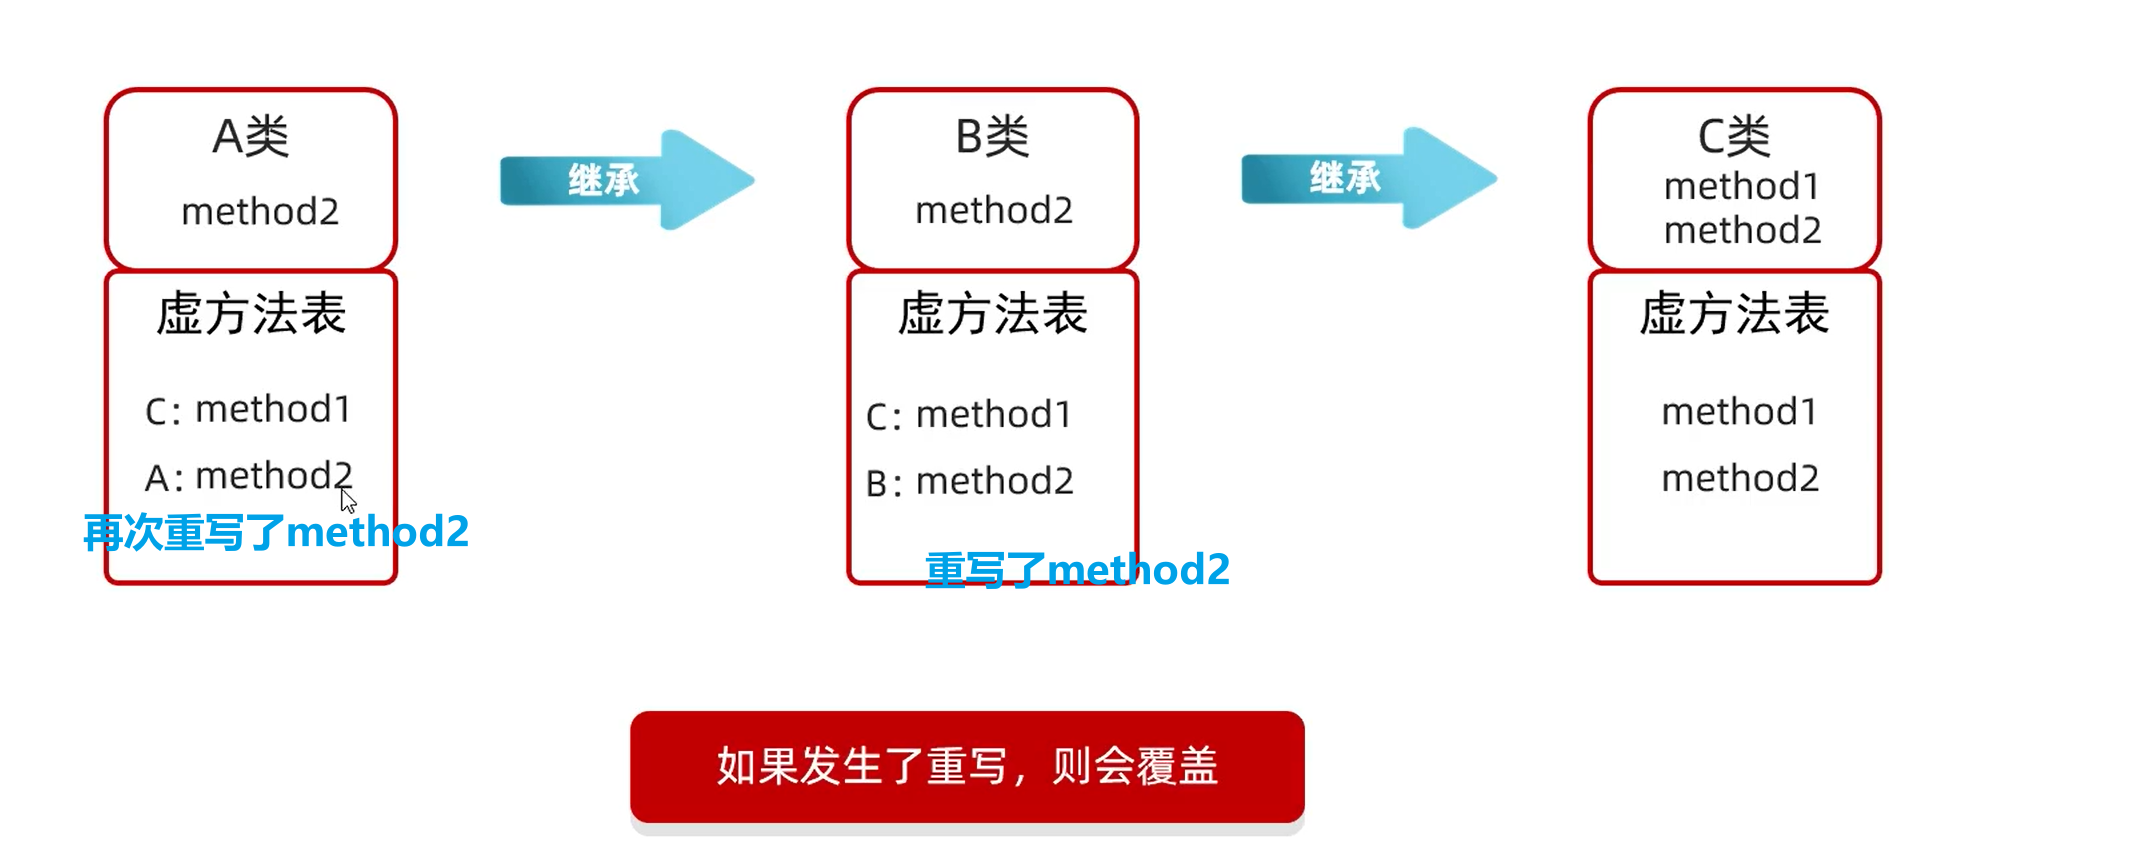 A类
method2
虚方法表
C: method1
A: method2
再次重写了method2
继承
B类
method2
虚方法表
C: method1
B: method2
重写了method2
继承
C类
method1
method2
虚方法表
method1
method2
如果发生了重写，则会覆盖